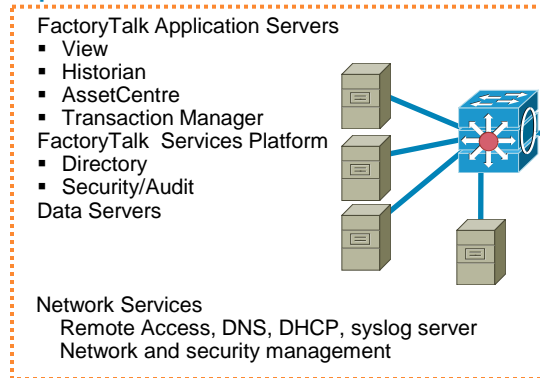 FactoryTalk Application Servers
▪ View
▪ Historian
▪ AssetCentre
▪ Transaction Manager
FactoryTalk Services Platform
▪ Directory
▪ Security/Audit
Data Servers
Network Services
Remote Access, DNS, DHCP, syslog server
Network and security management